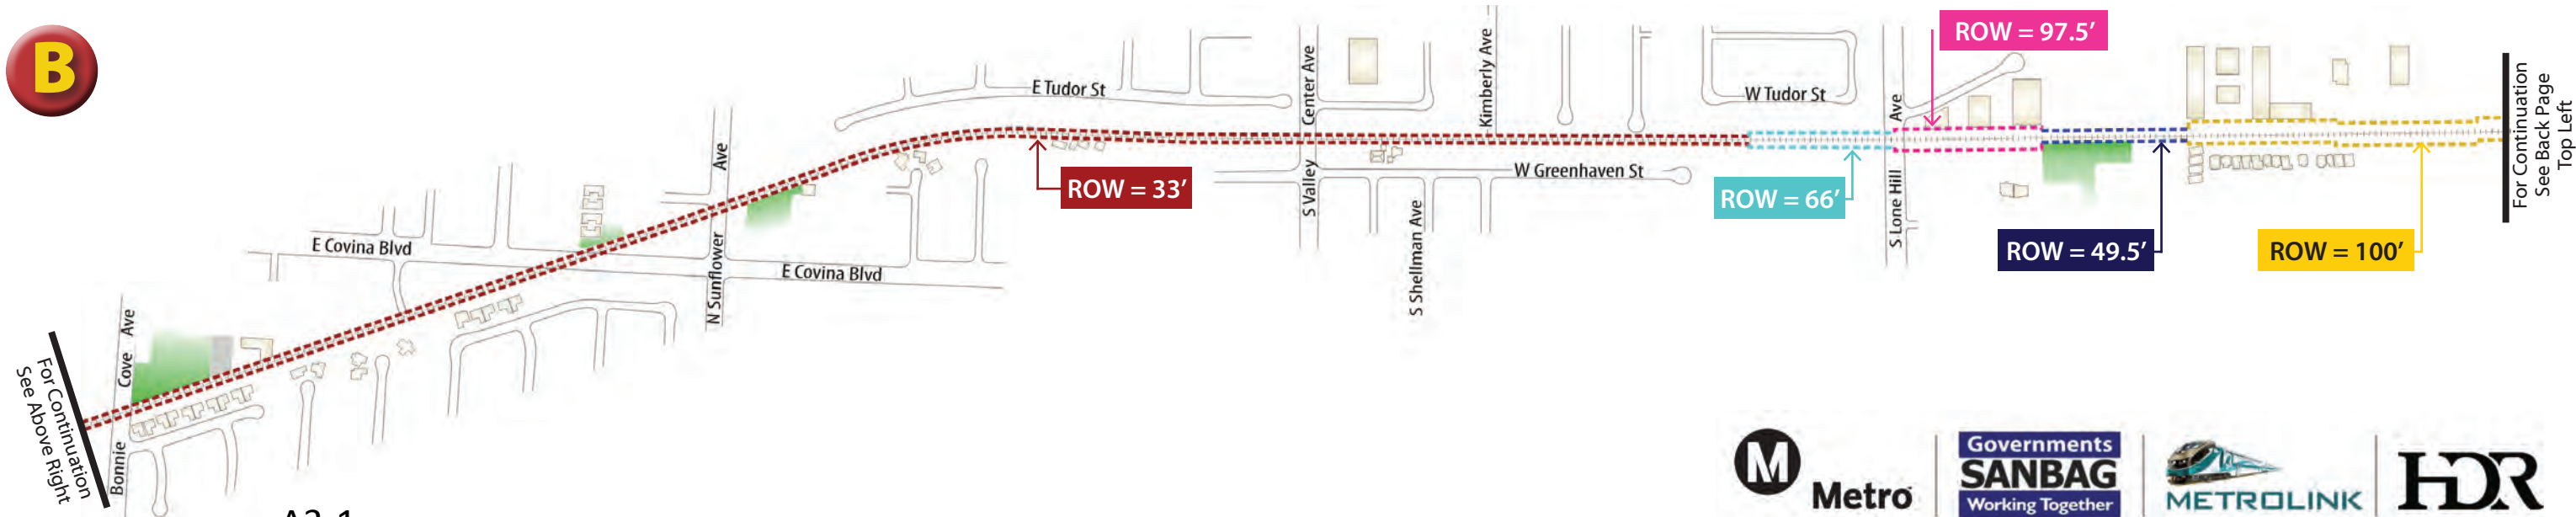 B
ROW = 97.5’
E Tudor St
Center Ave
Kimberly Ave
W Tudor St
Ave
For Continuation
See Back Page
Top Left
Ave
ROW = 33’
S Valley
W Greenhaven St
ROW = 66’
S Lone Hill
S Shellman Ave
ROW = 49.5’
ROW = 100’
E Covina Blvd
N Sunflower
E Covina Blvd
Cove Ave
Bonnie
For Continuation
See Above Right
M
Metro
Governments
SANBAG
Working Together
METROLINK
HDR